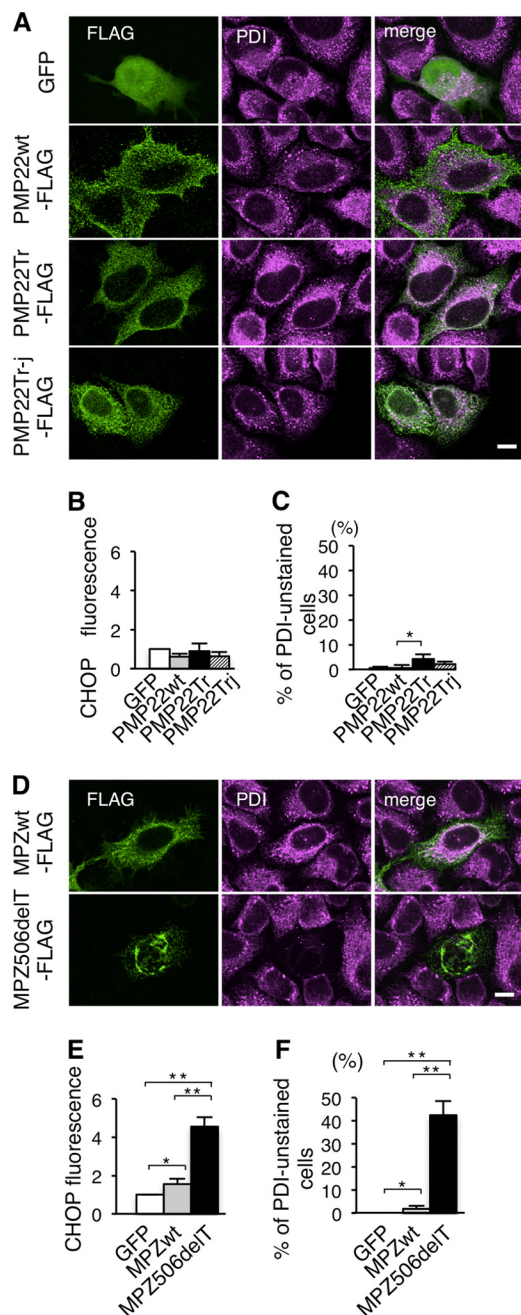 A
FLAG
PDI
merge
GFP
PMP22wt
-FLAG
PMP22Tr
-FLAG
PMP22Tr-j
-FLAG
B
CHOP fluorescence
6
4
2
0
GFP
PMP22wt
PMP22Tr
PMP22Trj
C
(%)
% of PDI-unstained
cells
50
40
30
20
10
0
*
GFP
PMP22wt
PMP22Tr
PMP22Trj
D
FLAG
PDI
merge
MPZwt
-FLAG
MPZ506delT
-FLAG
E
CHOP fluorescence
6
4
2
0
**
**
*
GFP
MPZwt
MPZ506delT
F
(%)
% of PDI-unstained
cells
50
40
30
20
10
0
**
**
*
GFP
MPZwt
MPZ506delT